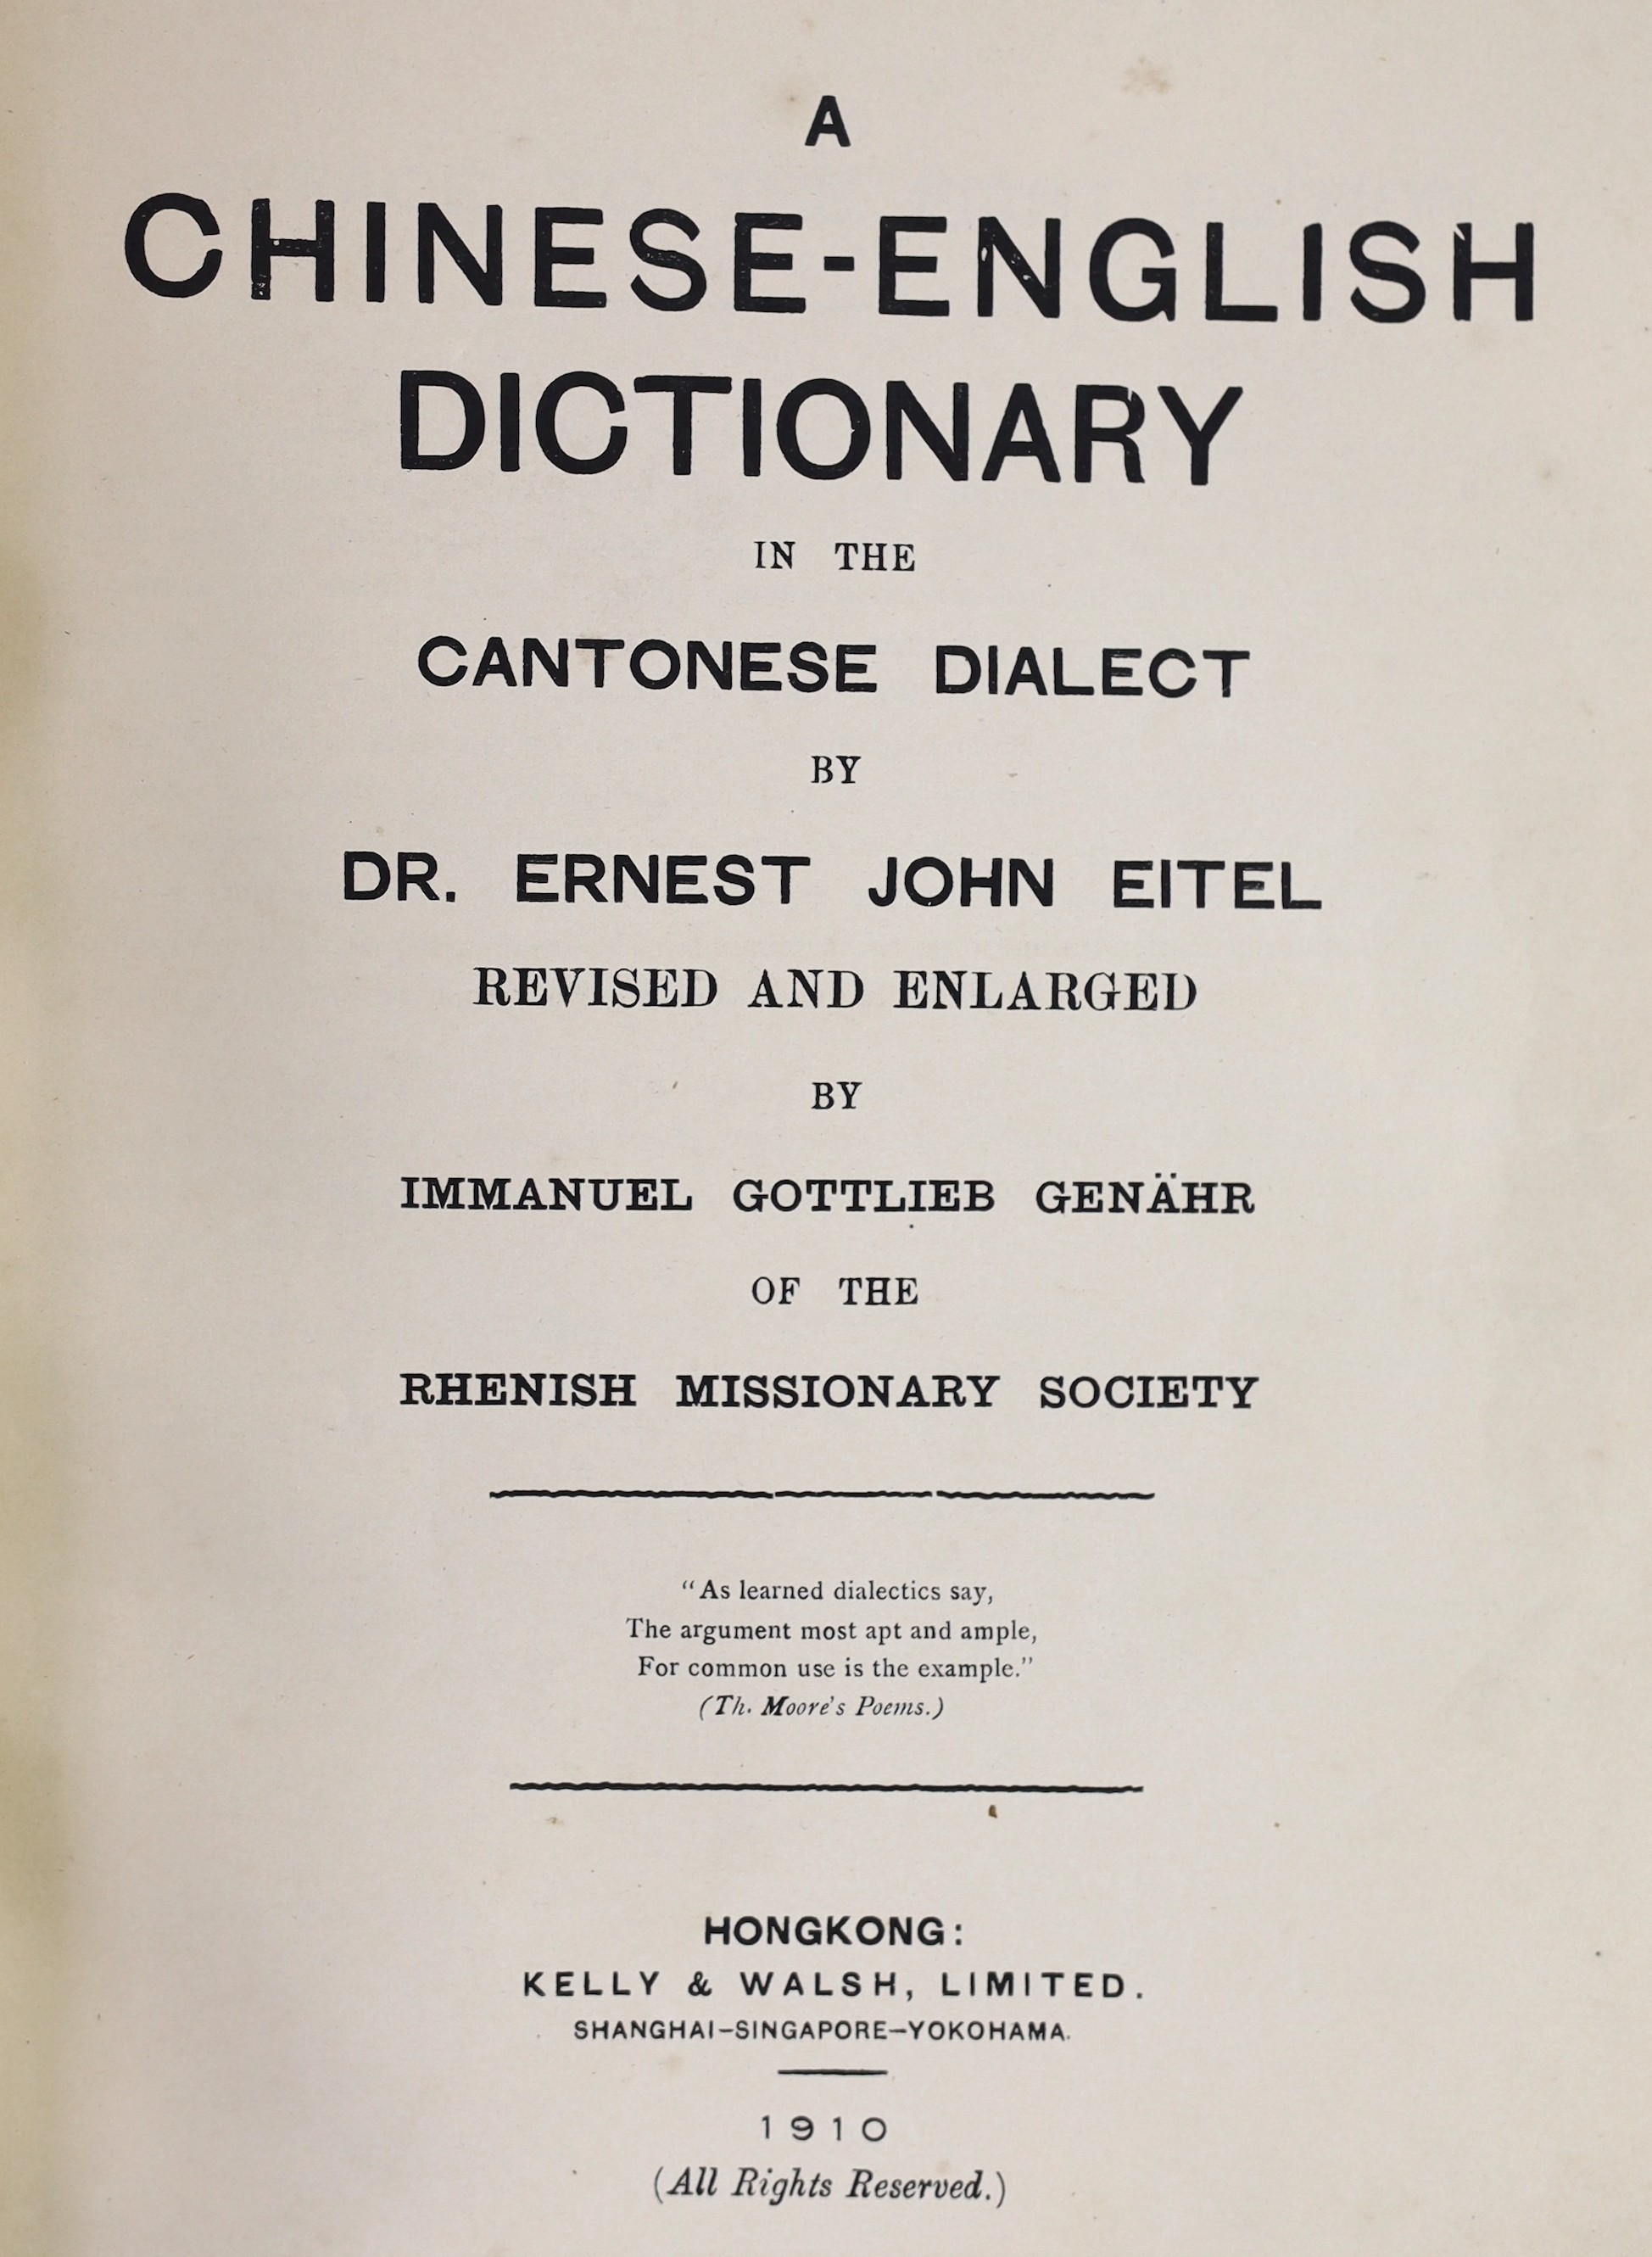 A
CHINESE-ENGLISH
DICTIONARY
IN THE
CANTONESE DIALECT
BY
DR. ERNEST JOHN EITEL
REVISED AND ENLARGED
BY
IMMANUEL GOTTLIEB GENÄHR
OF THE
RHENISH MISSIONARY SOCIETY
“As learned dialectics say,
The argument most apt and ample,
For common use is the example.”
(Th. Moore's Poems.)
HONGKONG:
KELLY & WALSH, LIMITED.
SHANGHAI–SINGAPORE–YOKOHAMA.
1910
(All Rights Reserved.)